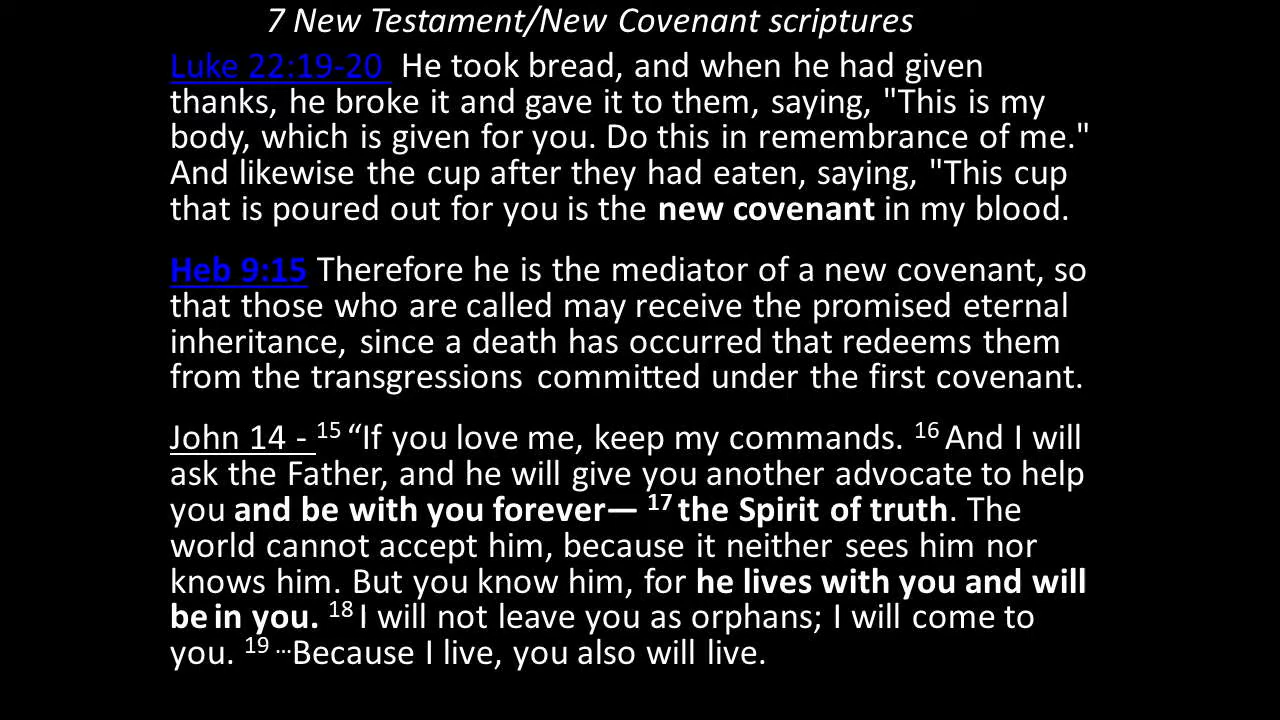 7 New Testament/New Covenant scriptures
Luke 22:19-20 He took bread, and when he had given
thanks, he broke it and gave it to them, saying, "This is my
body, which is given for you. Do this in remembrance of me."
And likewise the cup after they had eaten, saying, "This cup
that is poured out for you is the new covenant in my blood.
Heb 9:15 Therefore he is the mediator of a new covenant, so
that those who are called may receive the promised eternal
inheritance, since a death has occurred that redeems them
from the transgressions committed under the first covenant.
John 14 - 15 “If you love me, keep my commands. 16 And I will
ask the Father, and he will give you another advocate to help
you and be with you forever— 17 the Spirit of truth. The
world cannot accept him, because it neither sees him nor
knows him. But you know him, for he lives with you and will
be in you. 18 I will not leave you as orphans; I will come to
you. 19 …Because I live, you also will live.